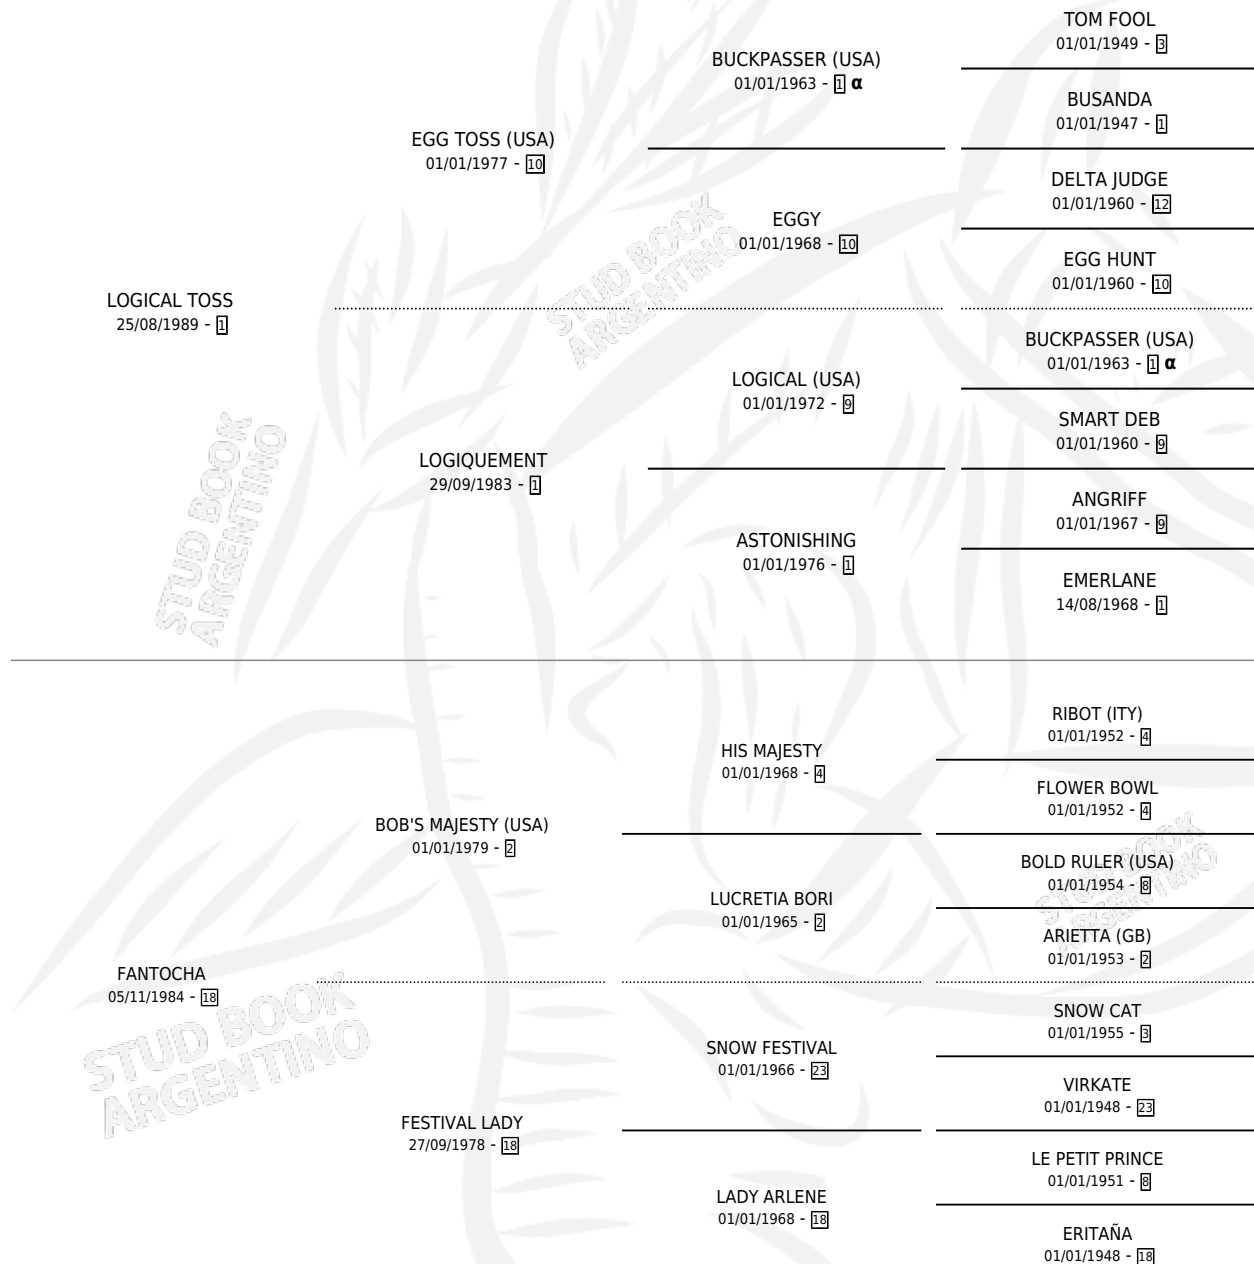 TOM FOOL
01/01/1949 - 3
BUCKPASSER (USA)
01/01/1963 - 1 α
BUSANDA
01/01/1947 - 1
EGG TOSS (USA)
01/01/1977 - 10
DELTA JUDGE
01/01/1960 - 12
EGGY
01/01/1968 - 10
EGG HUNT
01/01/1960 - 10
LOGICAL TOSS
25/08/1989 - 1
BUCKPASSER (USA)
01/01/1963 - 1 α
LOGICAL (USA)
01/01/1972 - 9
SMART DEB
01/01/1960 - 9
LOGIQUEMENT
29/09/1983 - 1
ANGRIFF
01/01/1967 - 9
ASTONISHING
01/01/1976 - 1
EMERLANE
14/08/1968 - 1
RIBOT (ITY)
01/01/1952 - 4
HIS MAJESTY
01/01/1968 - 4
FLOWER BOWL
01/01/1952 - 4
BOB'S MAJESTY (USA)
01/01/1979 - 2
BOLD RULER (USA)
01/01/1954 - 8
LUCRETIA BORI
01/01/1965 - 2
ARIETTA (GB)
01/01/1953 - 2
FANTOCHA
05/11/1984 - 18
SNOW CAT
01/01/1955 - 3
SNOW FESTIVAL
01/01/1966 - 23
VIRKATE
01/01/1948 - 23
FESTIVAL LADY
27/09/1978 - 18
LE PETIT PRINCE
01/01/1951 - 8
LADY ARLENE
01/01/1968 - 18
ERITAÑA
01/01/1948 - 18
STUD BOOK
ARGENTINO
STUD BOOK
ARGENTINO
STUD BOOK
ARGENTINO
STUD BOOK
ARGENTINO